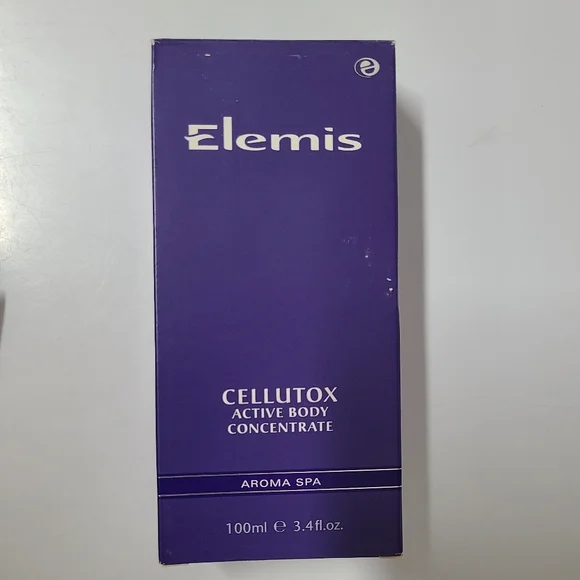 Elemis
CELLUTOX
ACTIVE BODY
CONCENTRATE
AROMA SPA
100ml ℮ 3.4fl.oz.